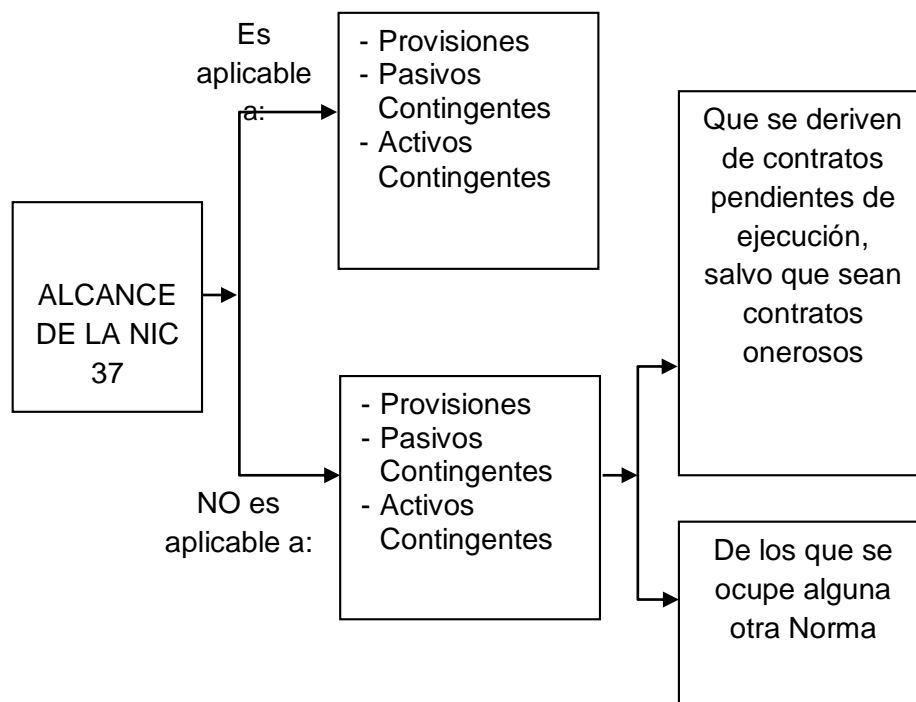 Es
aplicable
a:
- Provisiones
- Pasivos
Contingentes
- Activos
Contingentes
ALCANCE
DE LA NIC
37
NO es
aplicable a:
- Provisiones
- Pasivos
Contingentes
- Activos
Contingentes
Que se deriven
de contratos
pendientes de
ejecución,
salvo que sean
contratos
onerosos
De los que se
ocupe alguna
otra Norma